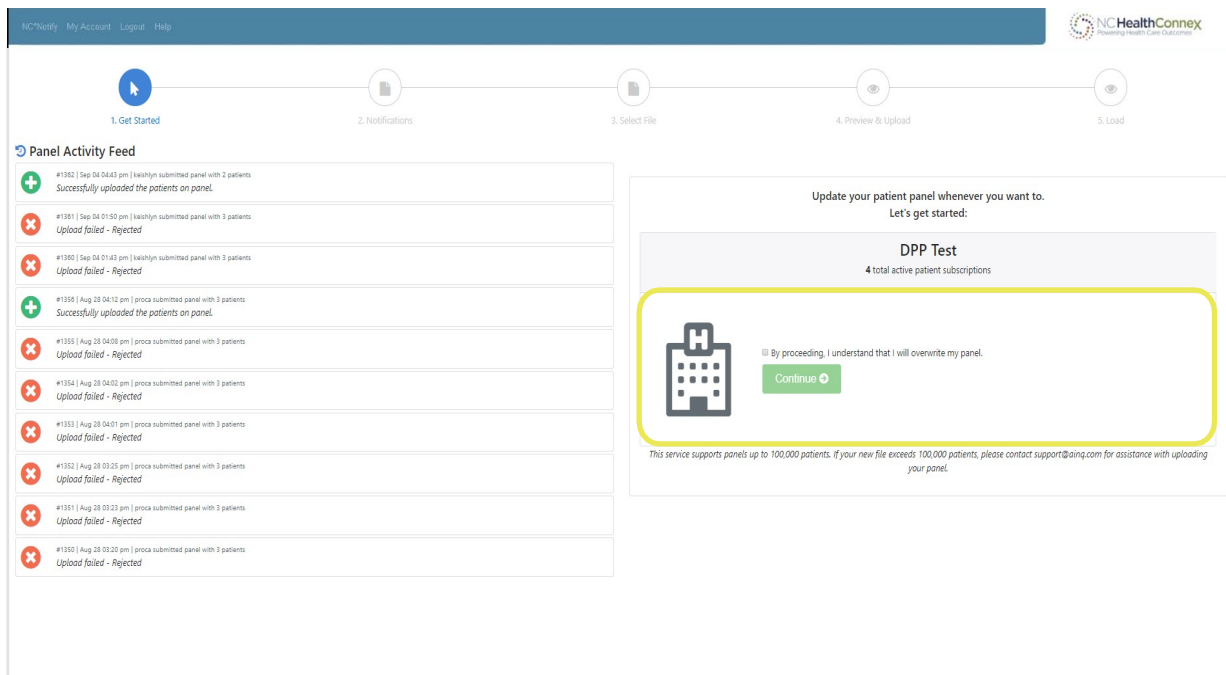 NC*Notify My Account Logout Help
NCHealthConnex
Powering Health Care Outcomes
1. Get Started
2. Notifications
3. Select File
4. Preview & Upload
5. Load
Panel Activity Feed
#1362 | Sep 04 04:43 pm | keishlyn submitted panel with 2 patients
Successfully uploaded the patients on panel.
#1361 | Sep 04 01:50 pm | keishlyn submitted panel with 3 patients
Upload failed - Rejected
#1360 | Sep 04 01:43 pm | keishlyn submitted panel with 3 patients
Upload failed - Rejected
#1356 | Aug 28 04:12 pm | proca submitted panel with 3 patients
Successfully uploaded the patients on panel.
#1355 | Aug 28 04:08 pm | proca submitted panel with 3 patients
Upload failed - Rejected
#1354 | Aug 28 04:02 pm | proca submitted panel with 3 patients
Upload failed - Rejected
#1353 | Aug 28 04:01 pm | proca submitted panel with 3 patients
Upload failed - Rejected
#1352 | Aug 28 03:25 pm | proca submitted panel with 3 patients
Upload failed - Rejected
#1351 | Aug 28 03:23 pm | proca submitted panel with 3 patients
Upload failed - Rejected
#1350 | Aug 28 03:20 pm | proca submitted panel with 3 patients
Upload failed - Rejected
Update your patient panel whenever you want to.
Let's get started:
DPP Test
4 total active patient subscriptions
H
By proceeding, I understand that I will overwrite my panel.
Continue
This service supports panels up to 100,000 patients. If your new file exceeds 100,000 patients, please contact support@ainq.com for assistance with uploading
your panel.